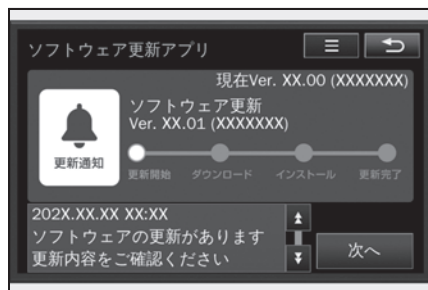 ソフトウェア更新アプリ
現在Ver. XX.00 (XXXXXXX)
ソフトウェア更新
Ver. XX.01 (XXXXXXX)
更新通知
更新開始 ダウンロード インストール 更新完了
202X.XX.XX XX:XX
ソフトウェアの更新があります
更新内容をご確認ください
次へ